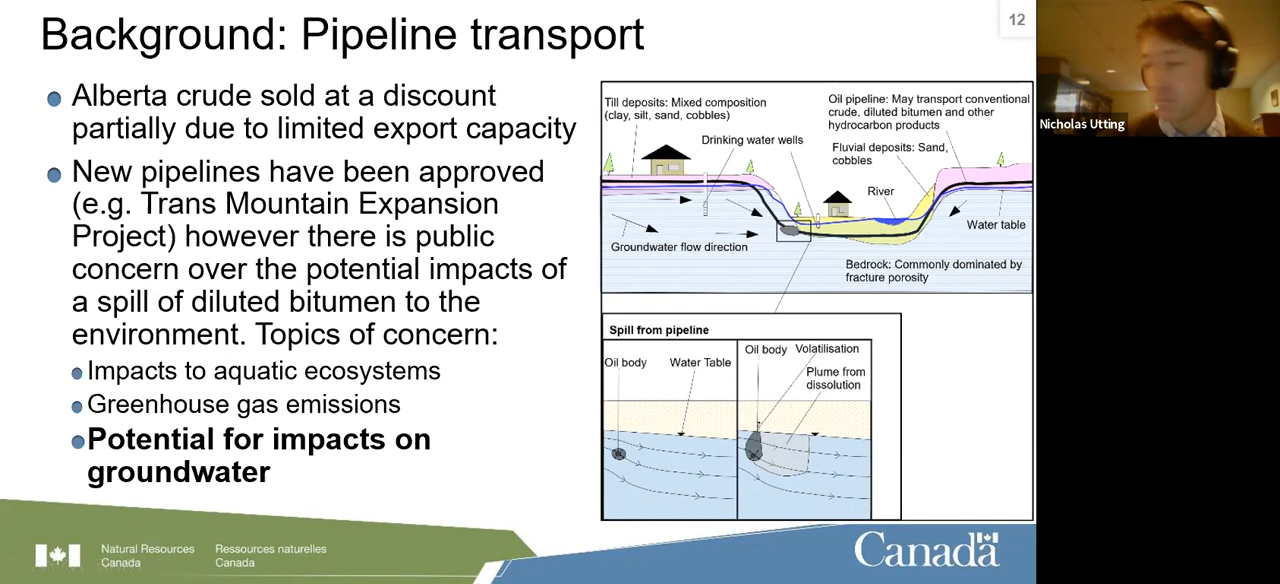 Background: Pipeline transport
12
Alberta crude sold at a discount
partially due to limited export capacity
New pipelines have been approved
(e.g. Trans Mountain Expansion
Project) however there is public
concern over the potential impacts of
a spill of diluted bitumen to the
environment. Topics of concern:
Impacts to aquatic ecosystems
Greenhouse gas emissions
Potential for impacts on
groundwater
Till deposits: Mixed composition
(clay, silt, sand, cobbles)
Drinking water wells
Oil pipeline: May transport conventional
crude, diluted bitumen and other
hydrocarbon products
Fluvial deposits: Sand,
cobbles
River
Water table
Groundwater flow direction
Bedrock: Commonly dominated by
fracture porosity
Spill from pipeline
Oil body
Water Table
Oil body
Volatilisation
Plume from
dissolution
Natural Resources
Canada
Ressources naturelles
Canada
Canada
Nicholas Utting